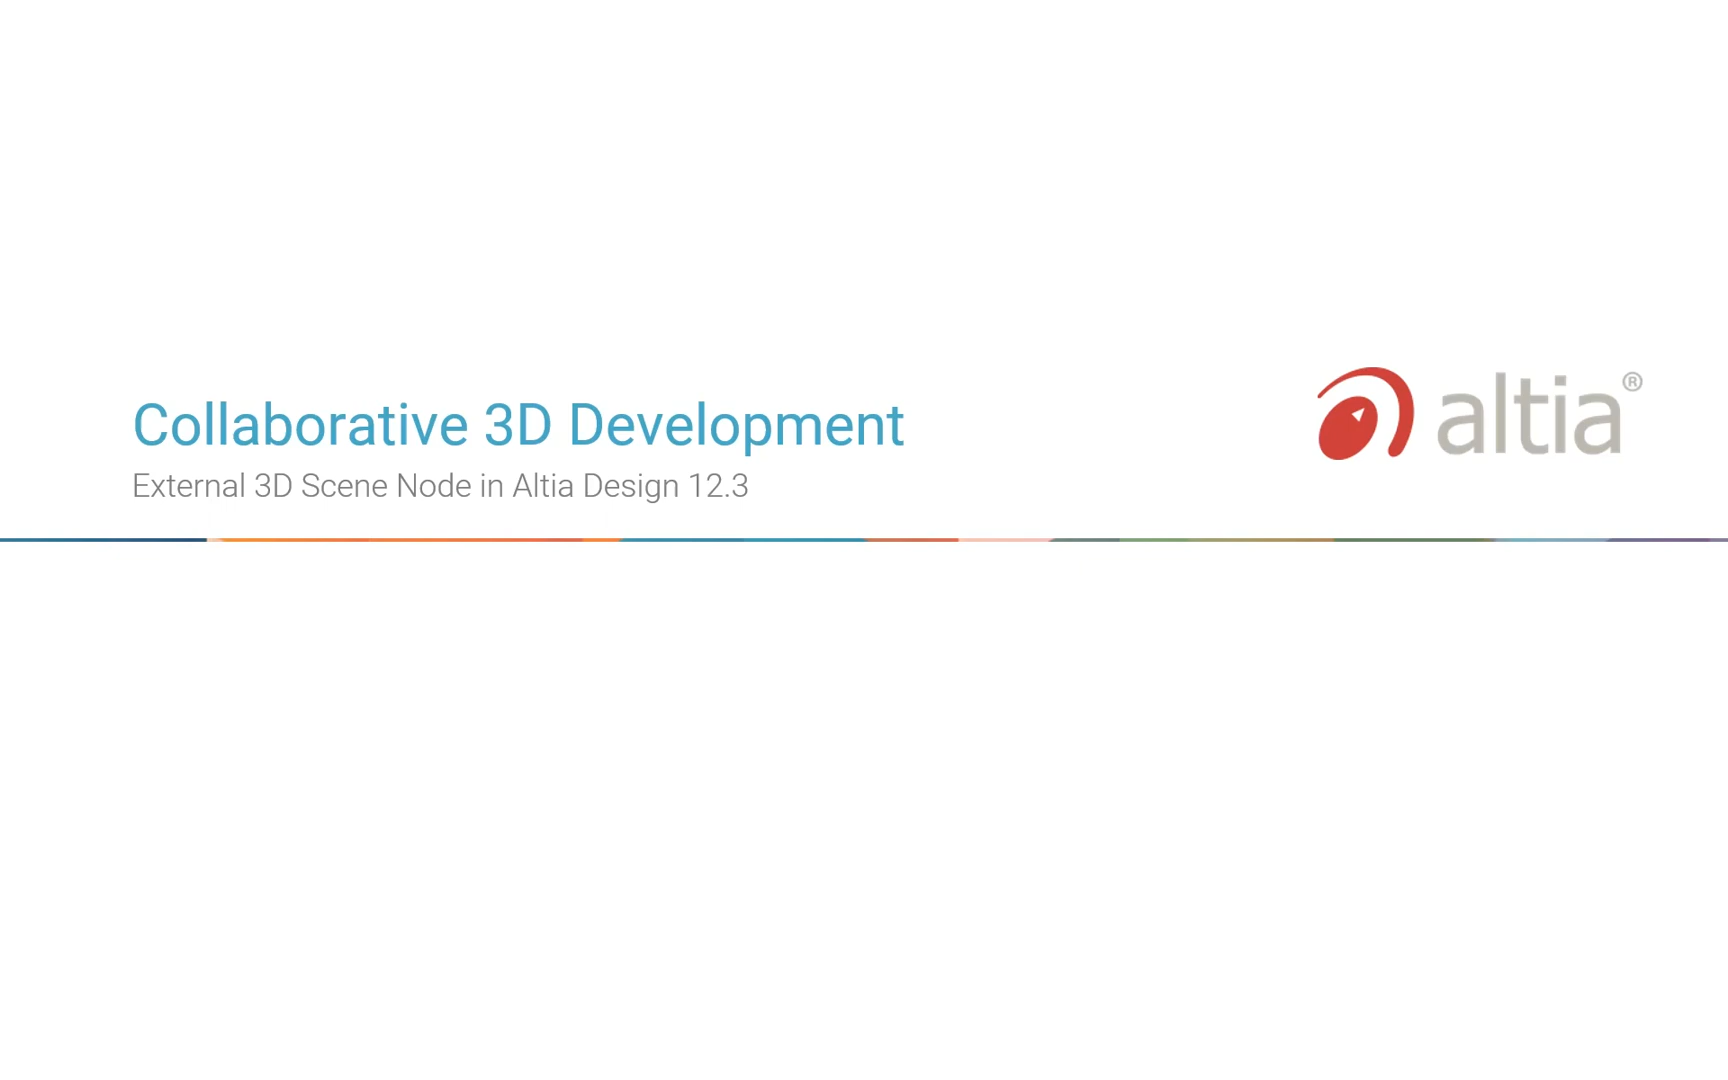 Collaborative 3D Development
External 3D Scene Node in Altia Design 12.3
altia®